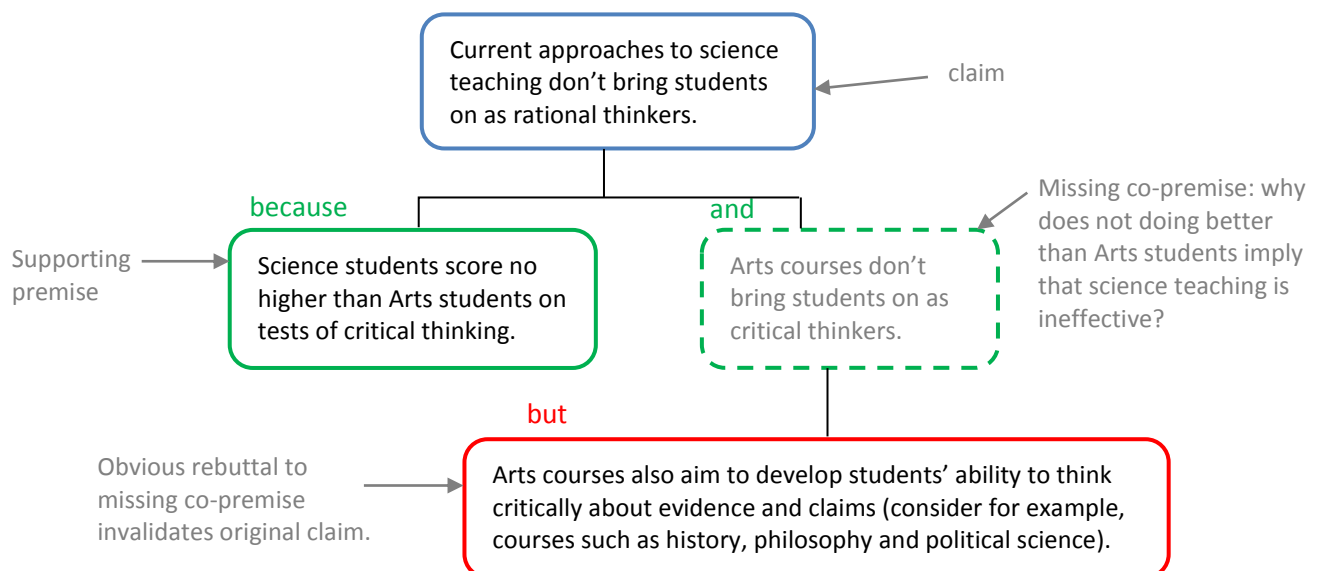 Current approaches to science
teaching don’t bring students
on as rational thinkers.
claim
because
and
Missing co-premise: why
does not doing better
than Arts students imply
that science teaching is
ineffective?
Supporting
premise
Science students score no
higher than Arts students on
tests of critical thinking.
Arts courses don’t
bring students on as
critical thinkers.
but
Obvious rebuttal to
missing co-premise
invalidates original claim.
Arts courses also aim to develop students’ ability to think
critically about evidence and claims (consider for example,
courses such as history, philosophy and political science).